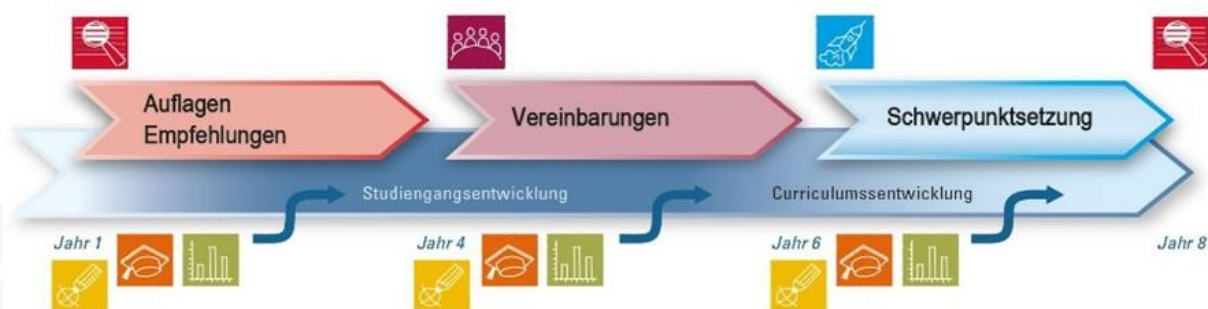 Auflagen
Empfehlungen
Vereinbarungen
Schwerpunktsetzung
Studiengangsentwicklung
Curriculumssentwicklung
Jahr 1
Jahr 4
Jahr 6
Jahr 8